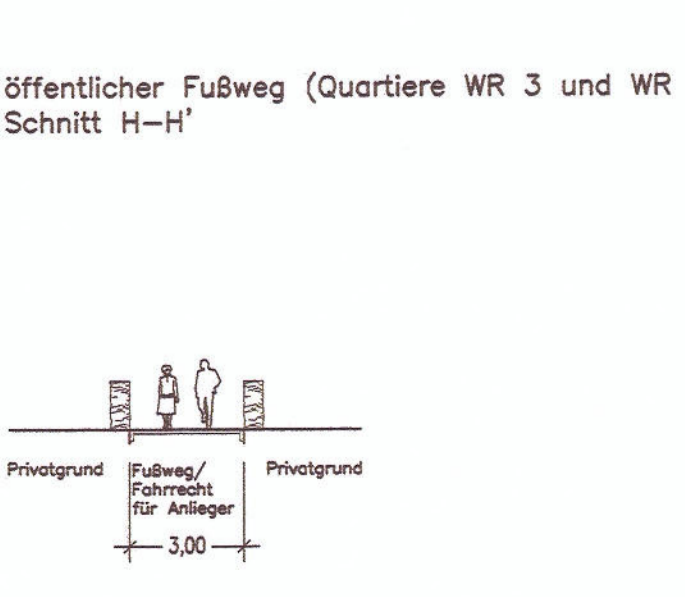 öffentlicher Fußweg (Quartiere WR 3 und WR
Schnitt H-H'
Privatgrund
Fußweg/
Fahrrecht
für Anlieger
Privatgrund
3,00